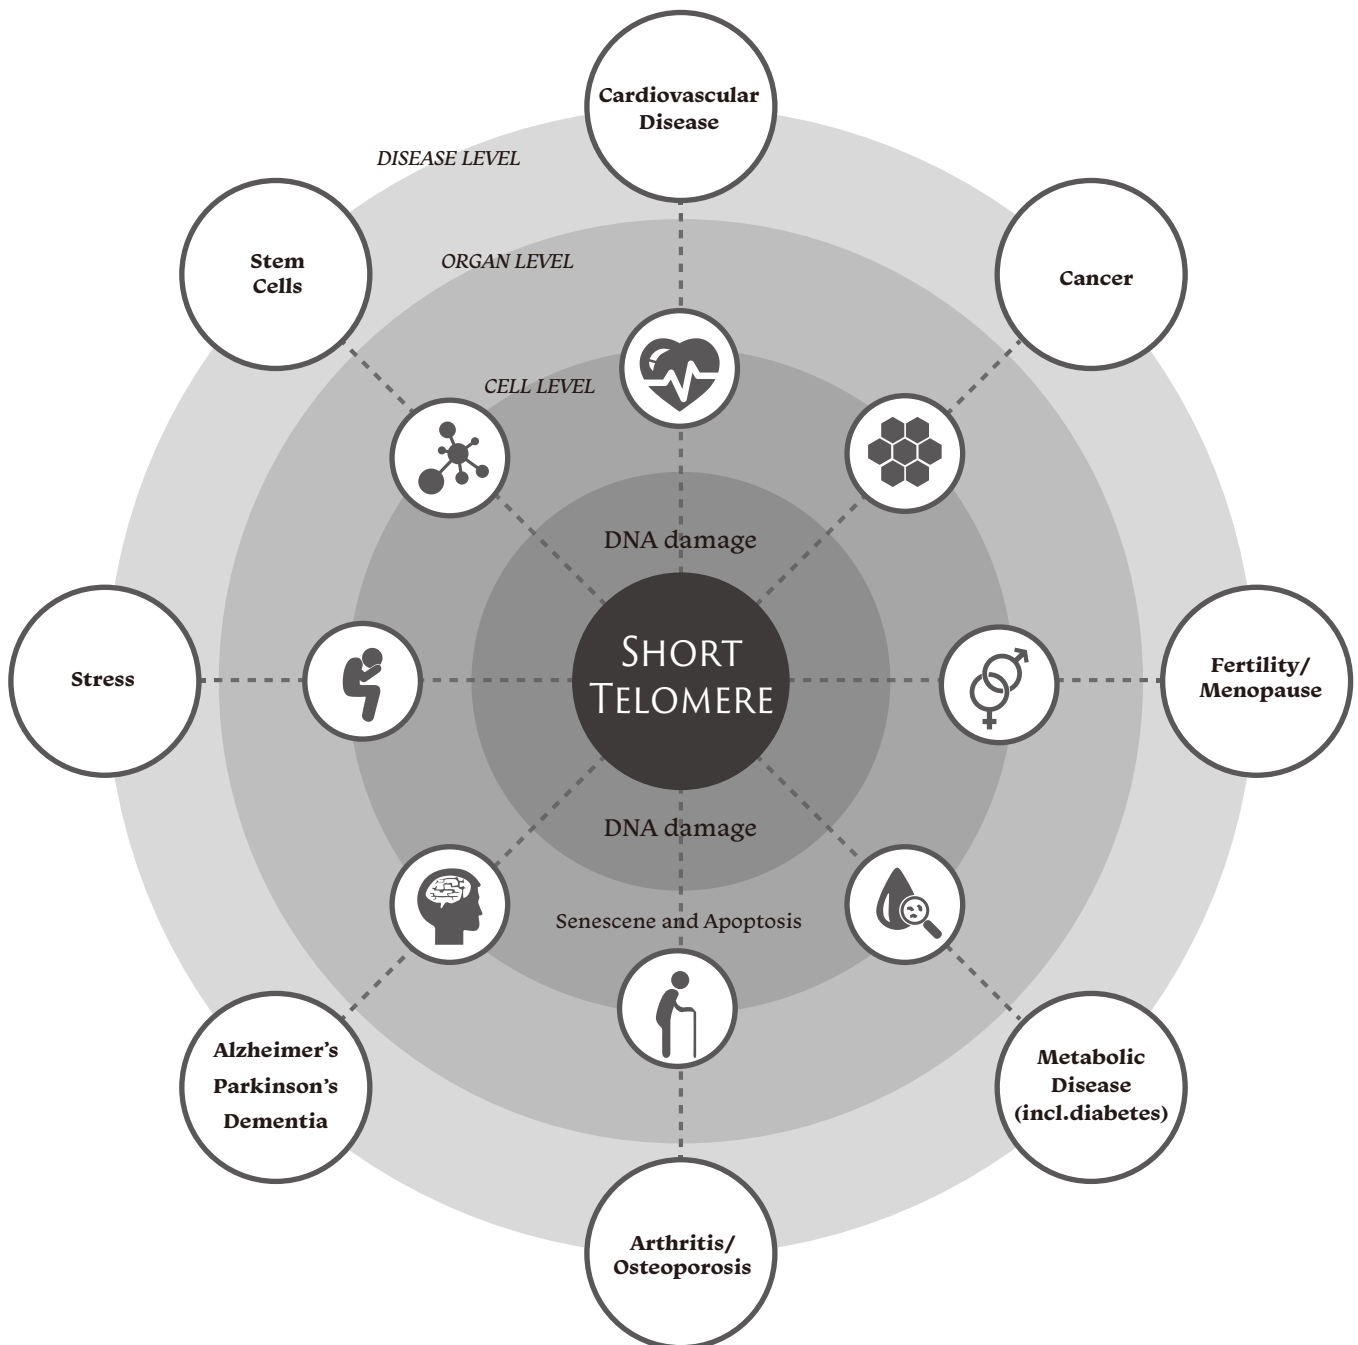 Cardiovascular
Disease
DISEASE LEVEL
Stem
Cells
ORGAN LEVEL
Cancer
CELL LEVEL
DNA damage
SHORT
TELOMERE
Stress
Fertility/
Menopause
DNA damage
Senescene and Apoptosis
Alzheimer’s
Parkinson’s
Dementia
Metabolic
Disease
(incl.diabetes)
Arthritis/
Osteoporosis